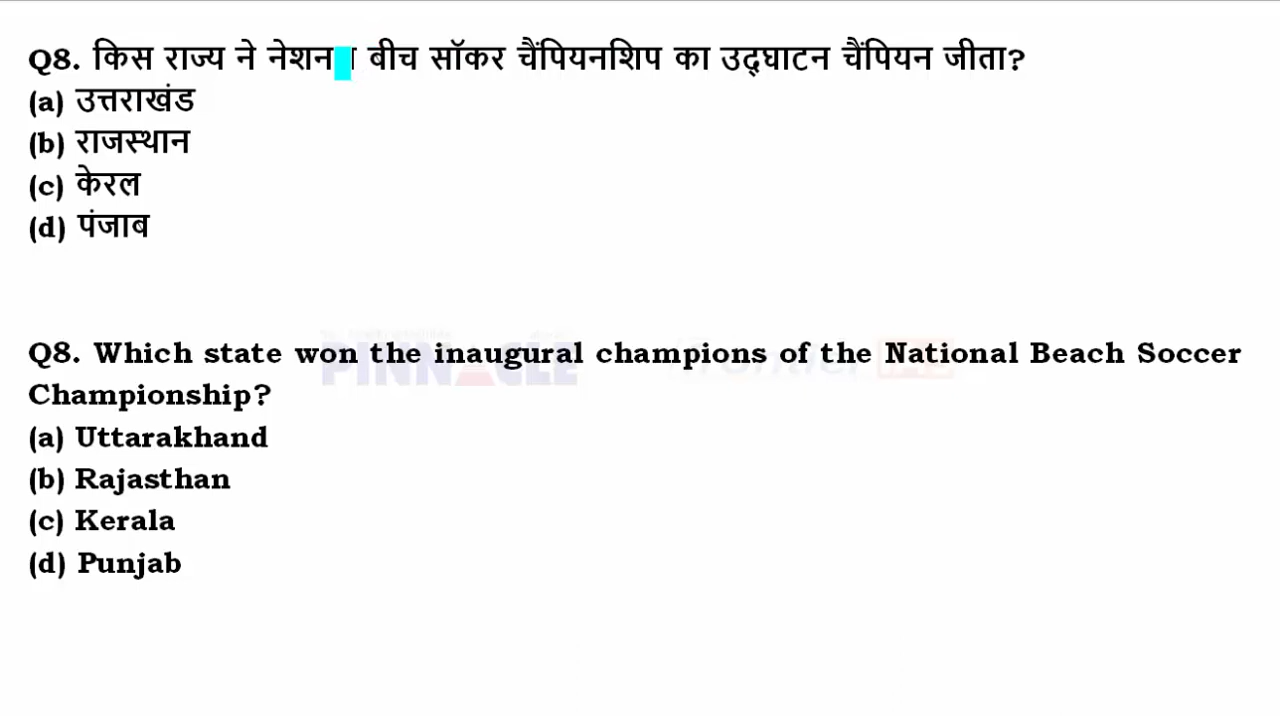 Q8. किस राज्य ने नेशन बीच सॉकर चैंपियनशिप का उद्घाटन चैंपियन जीता?
(a) उत्तराखंड
(b) राजस्थान
(c) केरल
(d) पंजाब
Q8. Which state won the inaugural champions of the National Beach Soccer
Championship?
(a) Uttarakhand
(b) Rajasthan
(c) Kerala
(d) Punjab
PINNACLE